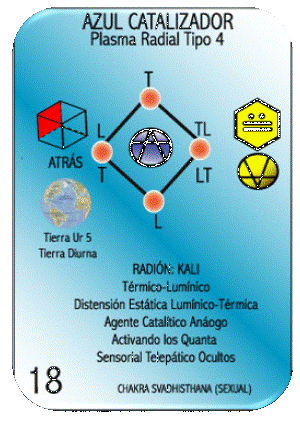 AZUL CATALIZADOR
Plasma Radial Tipo 4
T
L
TL
ATRÁS
T
LT
L
Tierra Ur 5
Tierra Diurna
RADIÓN: KALI
Térmico-Lumínico
Distensión Estática Lumínico-Térmica
Agente Catalítico Anáogo
Activando los Quanta
Sensorial Telepático Ocultos
18
CHAKRA SVADHISTHANA (SEXUAL)